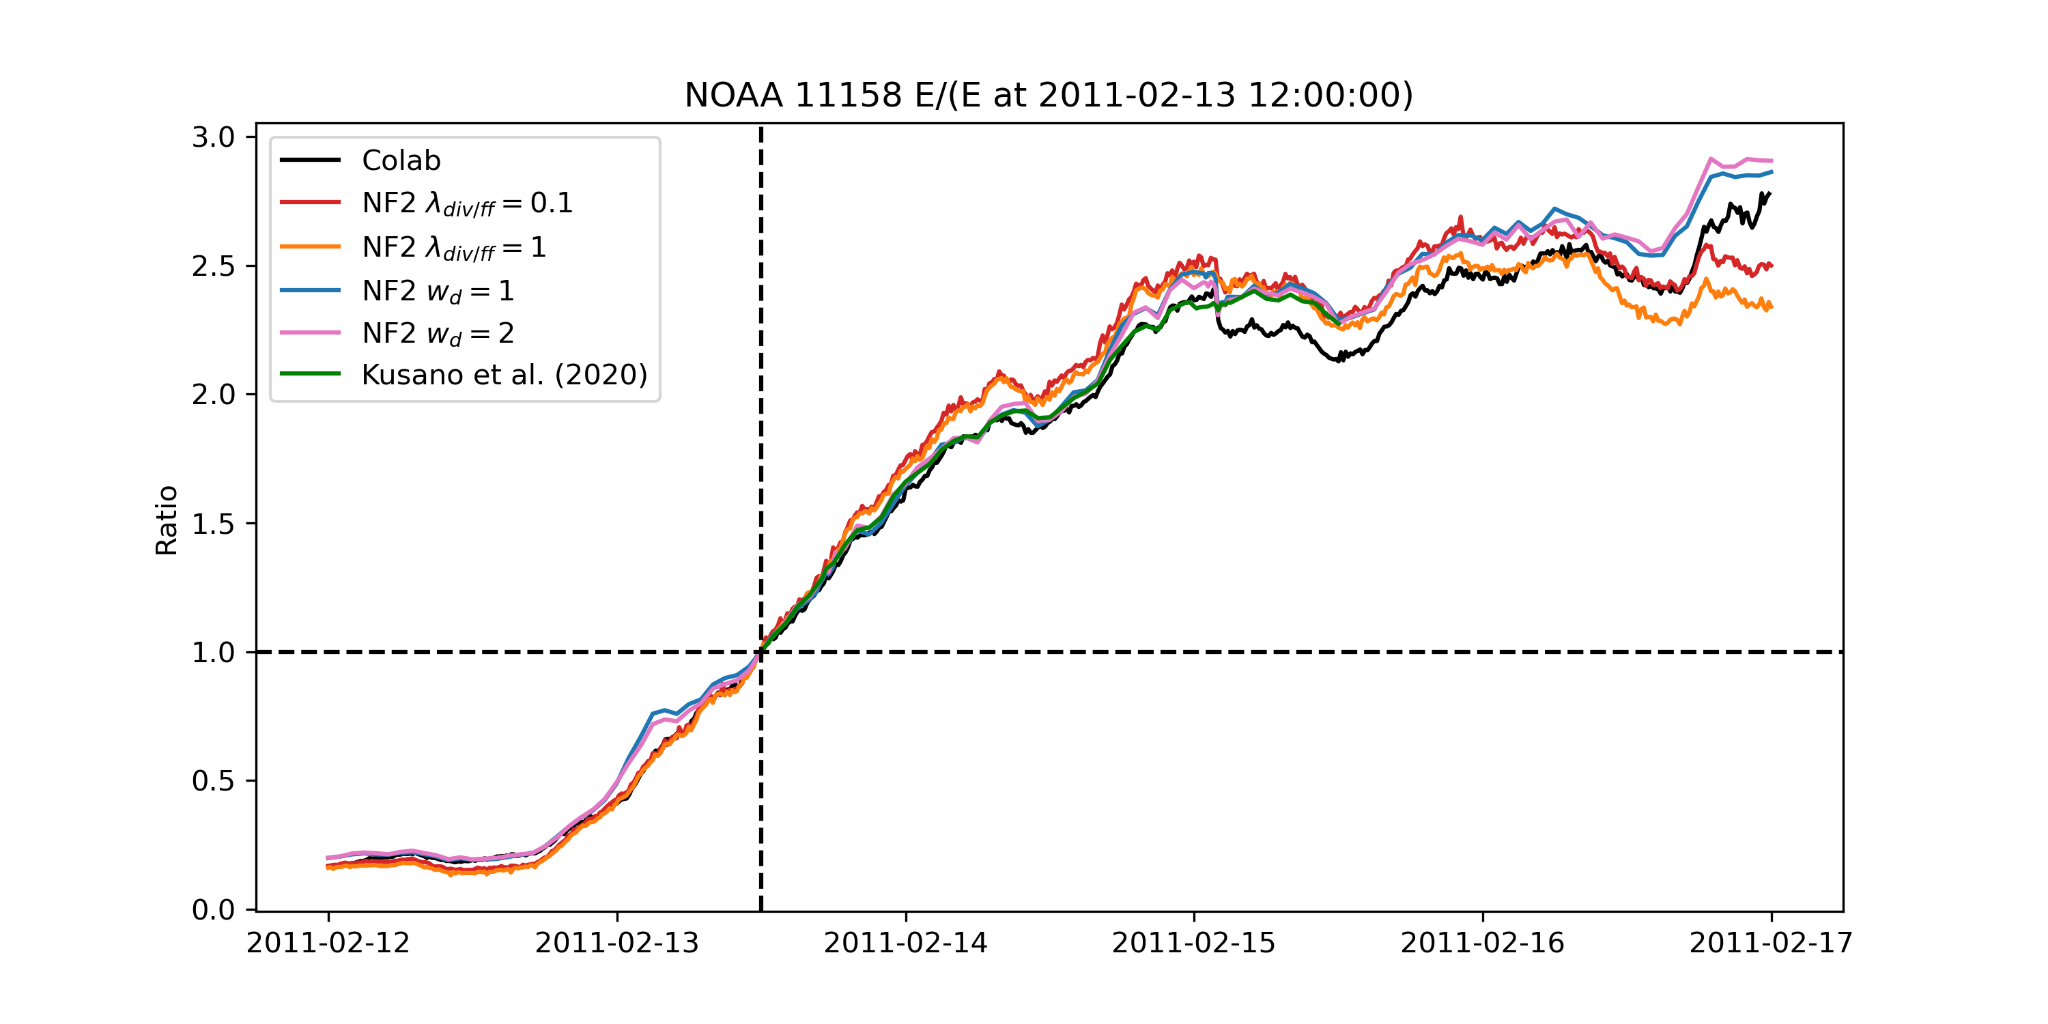 NOAA 11158 E/(E at 2011-02-13 12:00:00)
Ratio
3.0
2.5
2.0
1.5
1.0
0.5
0.0
Colab
NF2 λdiv/ff = 0.1
NF2 λdiv/ff = 1
NF2 wd = 1
NF2 wd = 2
Kusano et al. (2020)
2011-02-12 2011-02-13 2011-02-14 2011-02-15 2011-02-16 2011-02-17